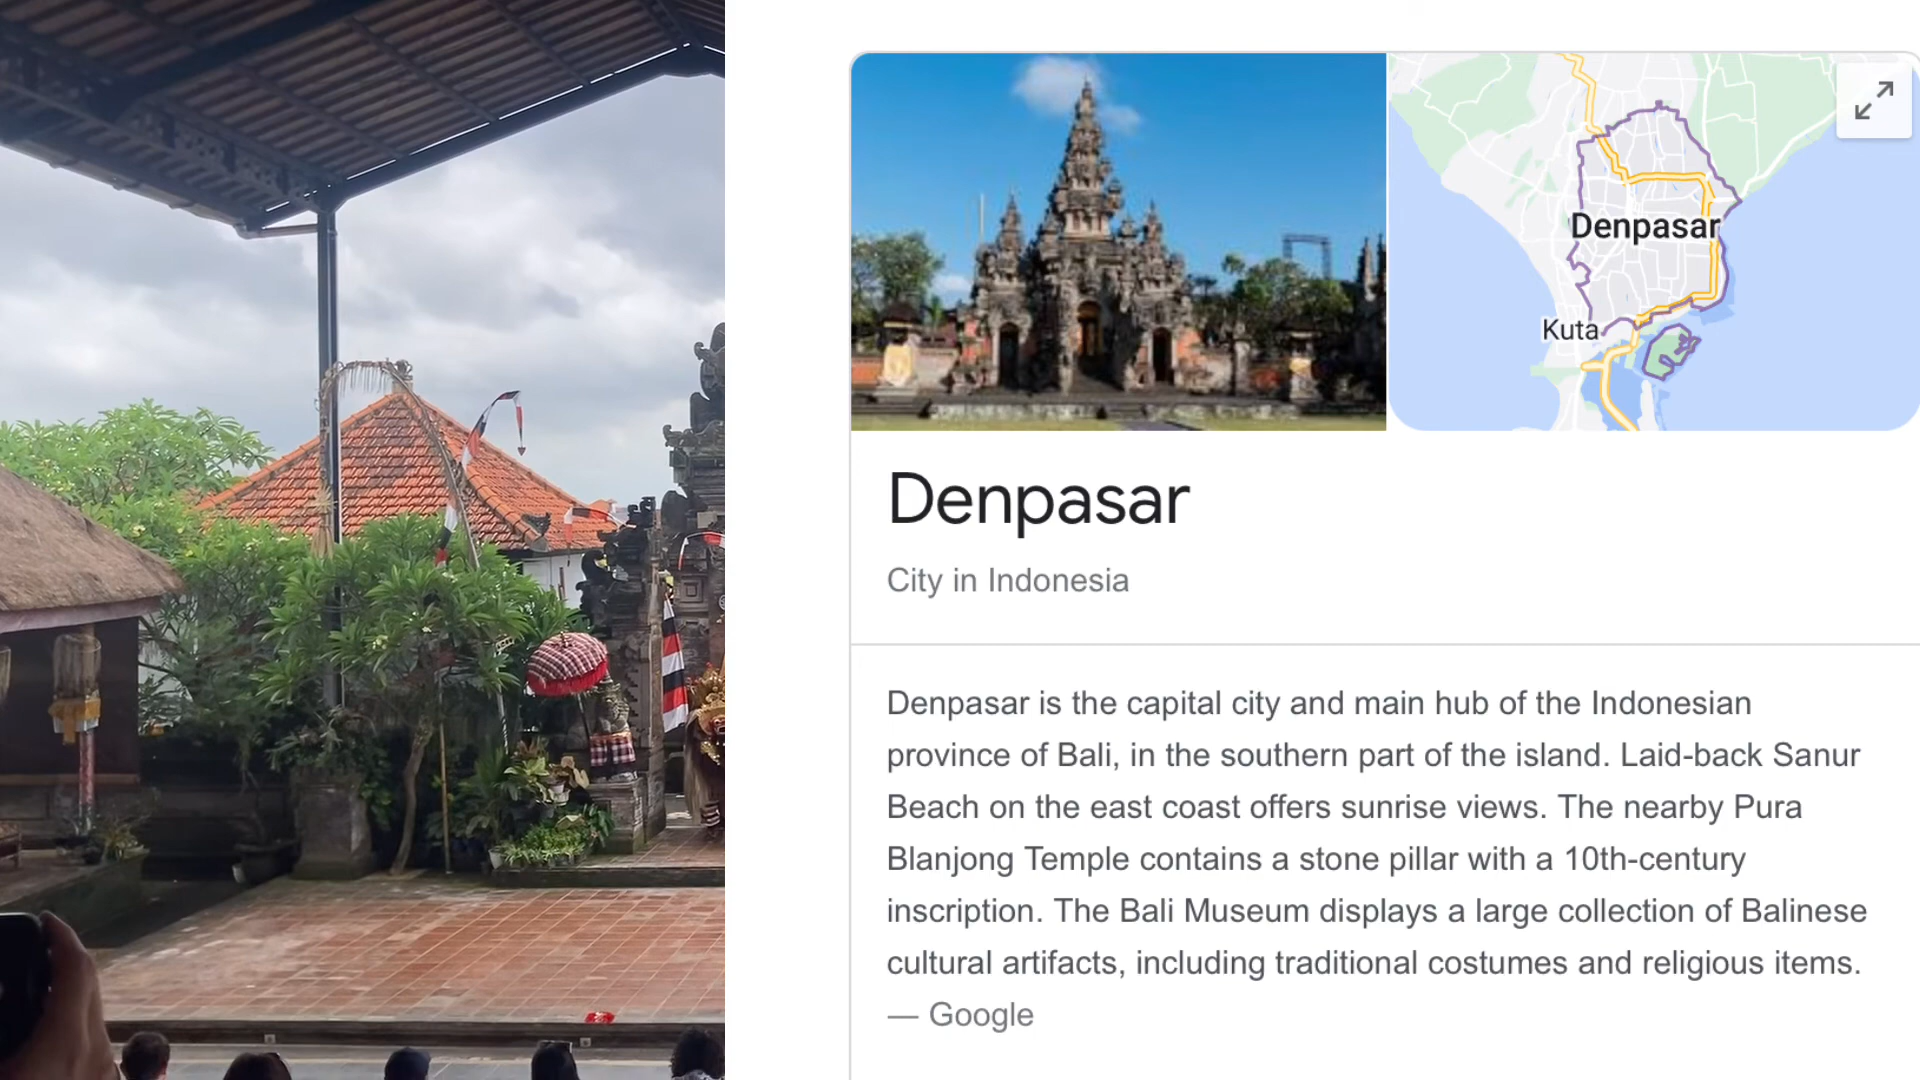 Denpasar
Kuta
Denpasar
City in Indonesia
Denpasar is the capital city and main hub of the Indonesian
province of Bali, in the southern part of the island. Laid-back Sanur
Beach on the east coast offers sunrise views. The nearby Pura
Blanjong Temple contains a stone pillar with a 10th-century
inscription. The Bali Museum displays a large collection of Balinese
cultural artifacts, including traditional costumes and religious items.
— Google